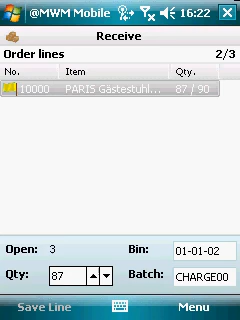 @MWM Mobile 16:22
Receive
Order lines 2/3
No. Item Qty.
10000 PARIS Gästestuhl... 87 / 90
Open: 3 Bin: 01-01-02
Qty: 87 Batch: CHARGE00
Save Line Menu